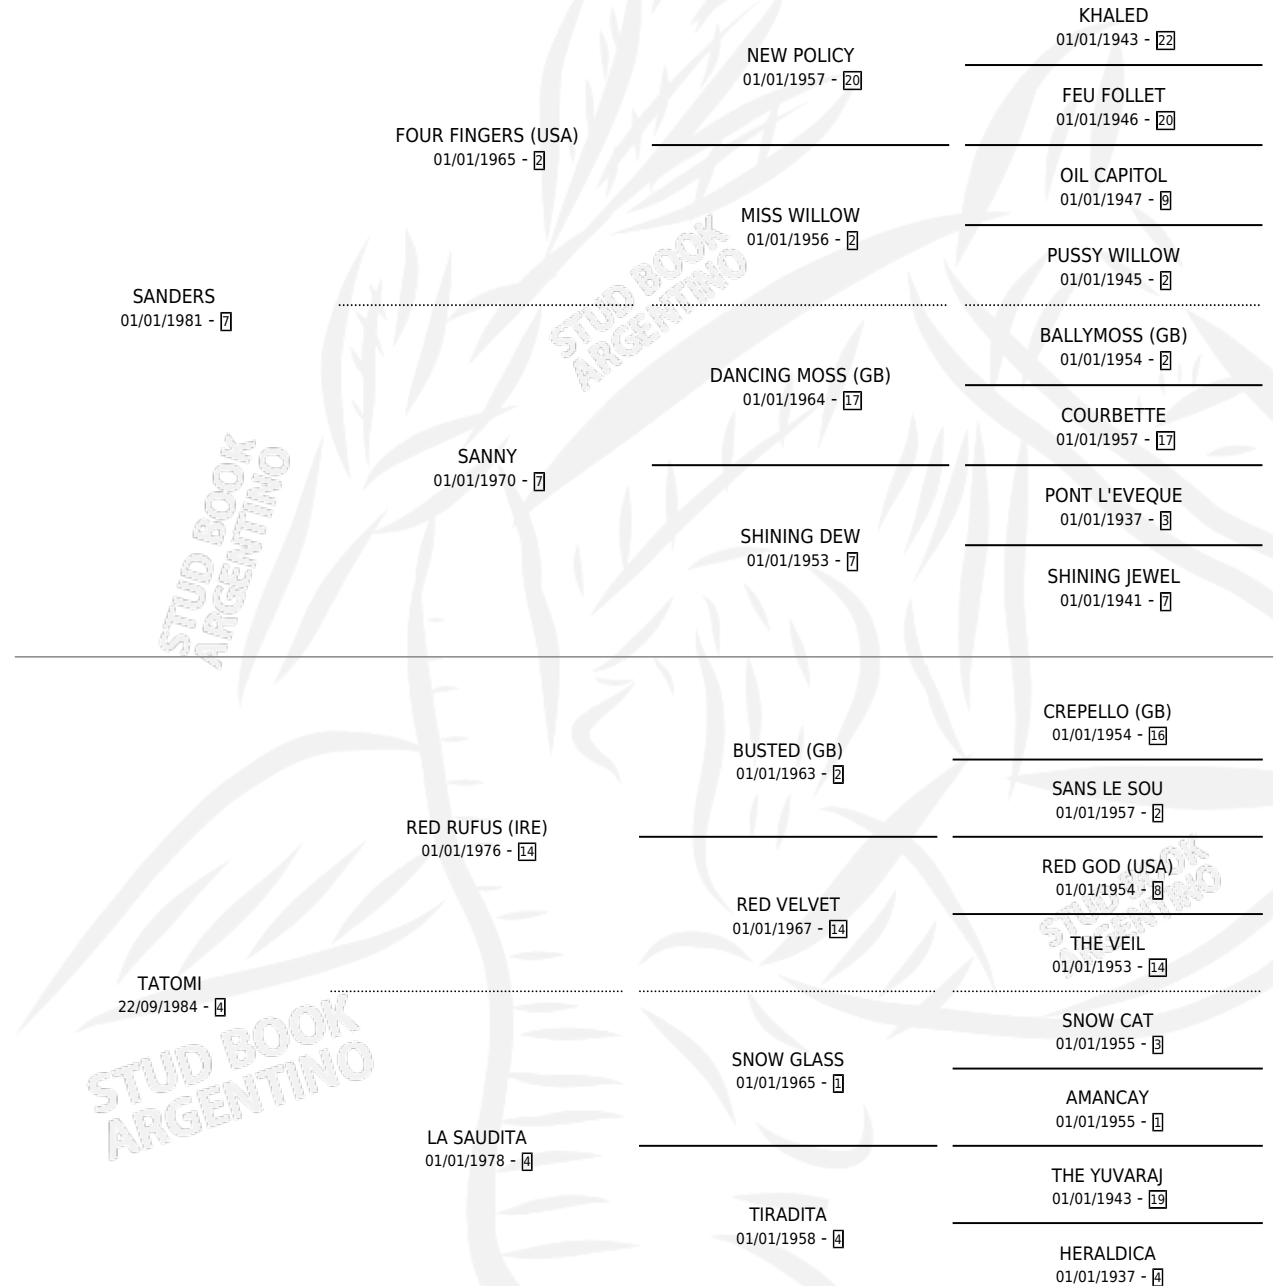 KHALED
01/01/1943 - 22
NEW POLICY
01/01/1957 - 20
FEU FOLLET
01/01/1946 - 20
FOUR FINGERS (USA)
01/01/1965 - 2
OIL CAPITOL
01/01/1947 - 9
MISS WILLOW
01/01/1956 - 2
PUSSY WILLOW
01/01/1945 - 2
SANDERS
01/01/1981 - 7
BALLYMOSS (GB)
01/01/1954 - 2
DANCING MOSS (GB)
01/01/1964 - 17
COURBETTE
01/01/1957 - 17
SANNY
01/01/1970 - 7
PONT L'EVEQUE
01/01/1937 - 3
SHINING DEW
01/01/1953 - 7
SHINING JEWEL
01/01/1941 - 7
CREPELLO (GB)
01/01/1954 - 16
BUSTED (GB)
01/01/1963 - 2
SANS LE SOU
01/01/1957 - 2
RED RUFUS (IRE)
01/01/1976 - 14
RED GOD (USA)
01/01/1954 - 8
RED VELVET
01/01/1967 - 14
THE VEIL
01/01/1953 - 14
TATOMI
22/09/1984 - 4
SNOW CAT
01/01/1955 - 3
SNOW GLASS
01/01/1965 - 1
AMANCAY
01/01/1955 - 1
LA SAUDITA
01/01/1978 - 4
THE YUVARAJ
01/01/1943 - 19
TIRADITA
01/01/1958 - 4
HERALDICA
01/01/1937 - 4
STUD BOOK
ARGENTINO
STUD BOOK
ARGENTINO
STUD BOOK
ARGENTINO
STUD BOOK
ARGENTINO